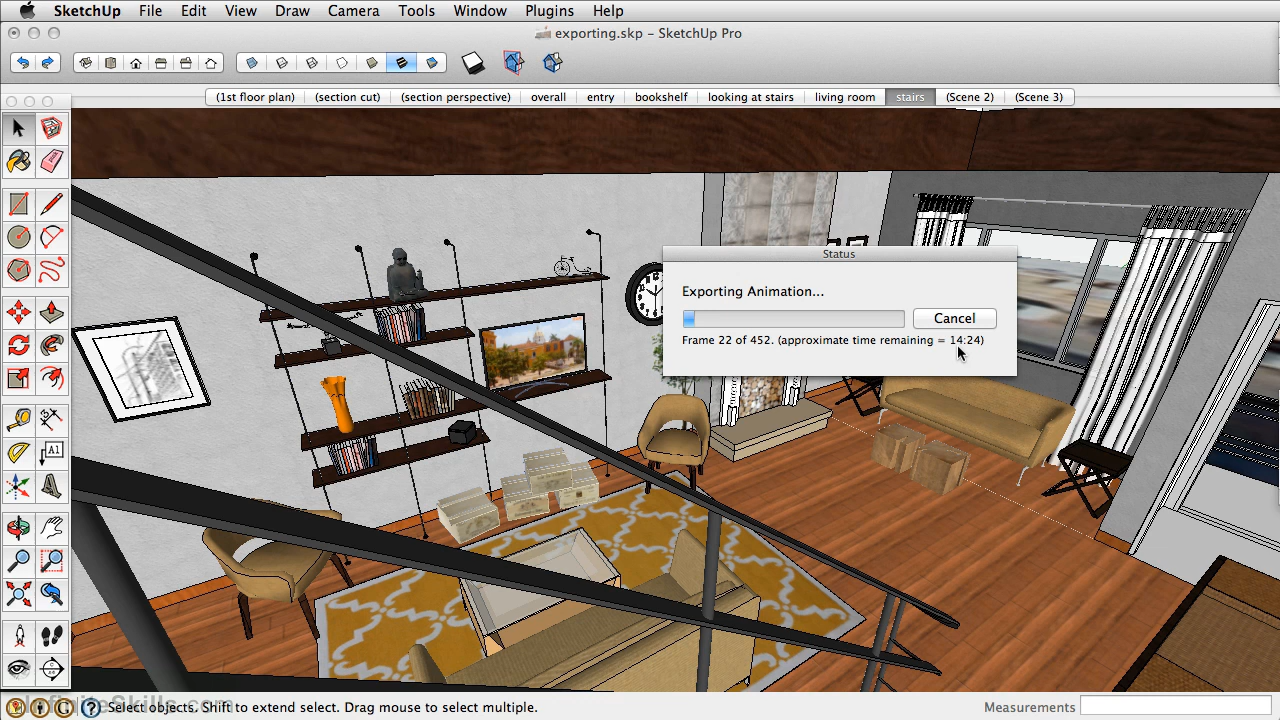 SketchUp File Edit View Draw Camera Tools Window Plugins Help
exporting.skp – SketchUp Pro
(1st floor plan) (section cut) (section perspective) overall entry bookshelf looking at stairs living room stairs (Scene 2) (Scene 3)
Status
Exporting Animation...
Cancel
Frame 22 of 452. (approximate time remaining = 14:24)
A1
InfiniteSkills.com
Select objects. Shift to extend select. Drag mouse to select multiple.
Measurements